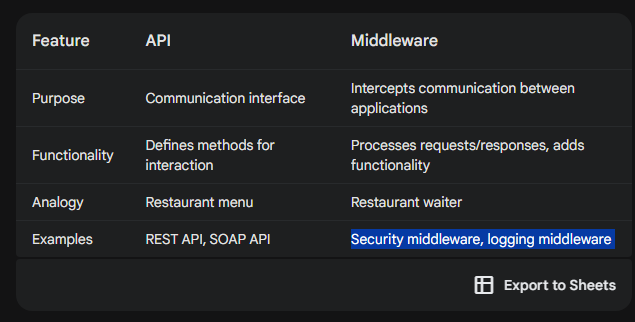 Feature API Middleware
Purpose Communication interface Intercepts communication between
applications
Functionality Defines methods for Processes requests/responses, adds
interaction functionality
Analogy Restaurant menu Restaurant waiter
Examples REST API, SOAP API Security middleware, logging middleware
Export to Sheets